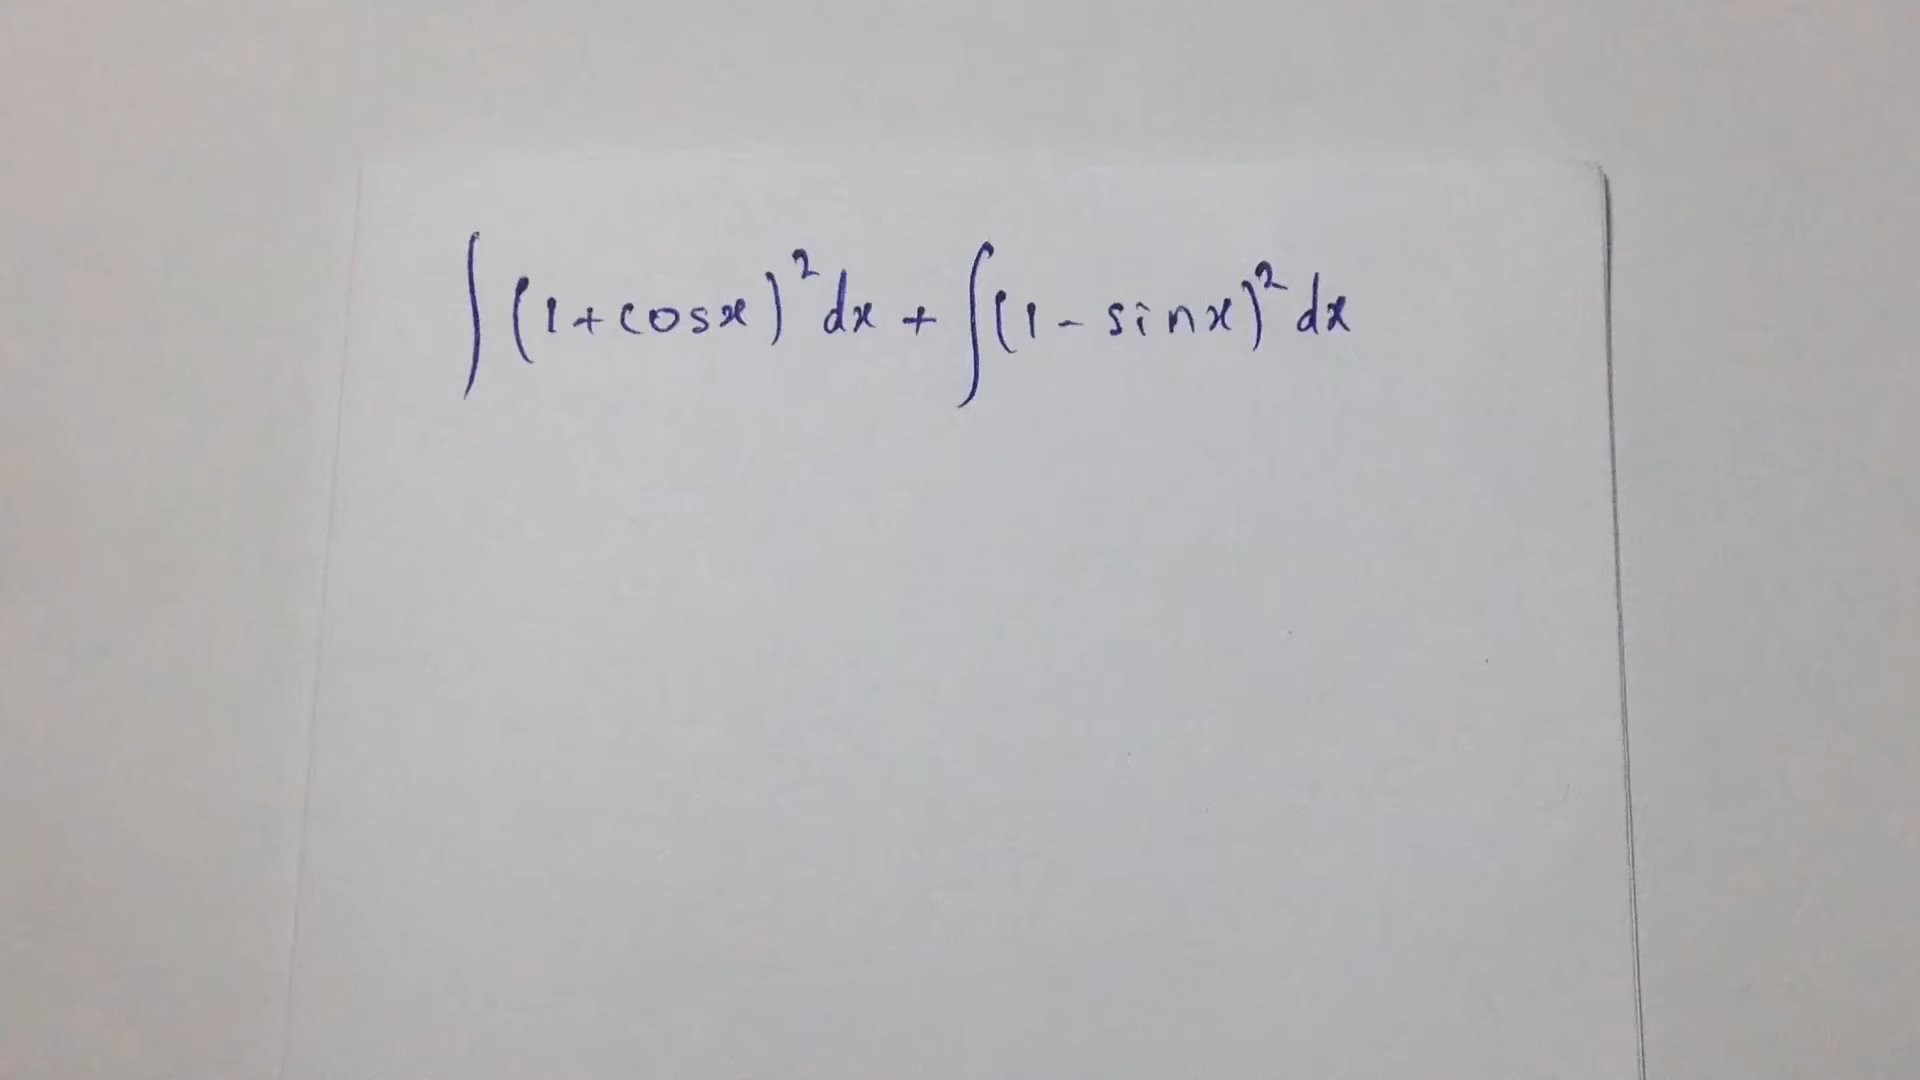 ∫(1+cosx)²dx + ∫(1-sinx)²dx